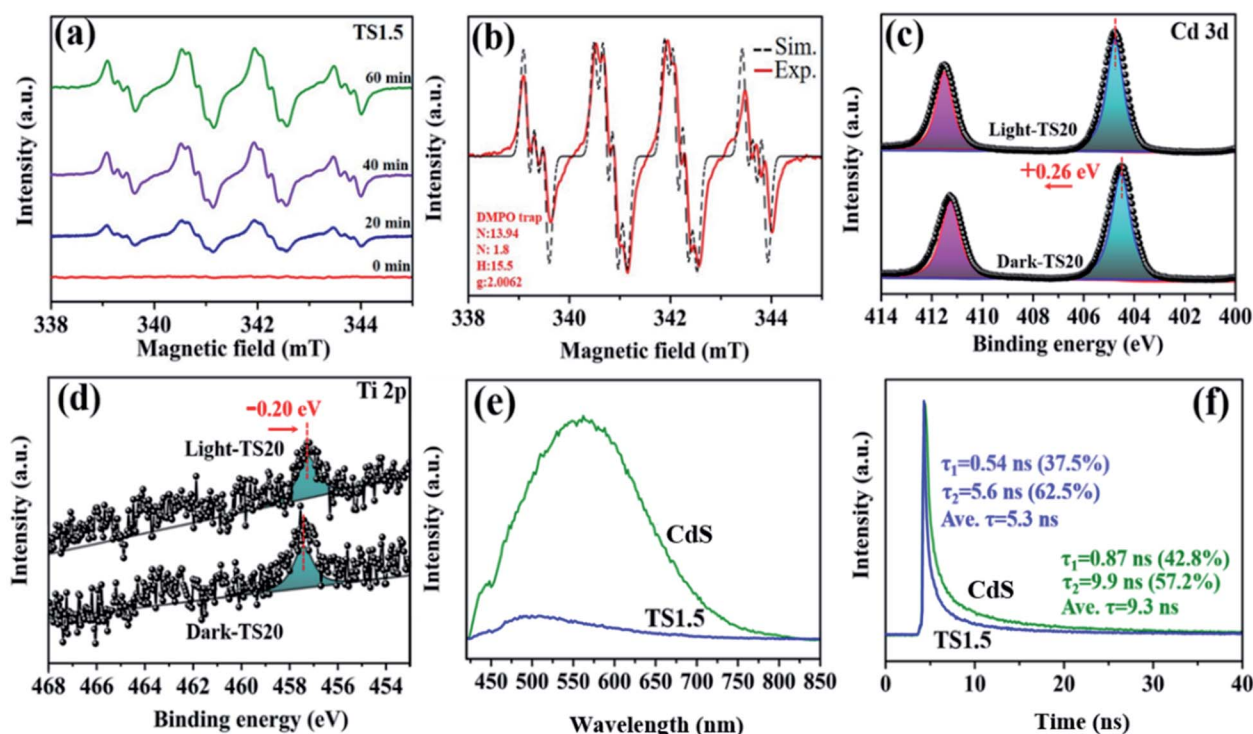 (a)
TS1.5
60 min
40 min
20 min
0 min
Intensity (a.u.)
338 340 342 344
Magnetic field (mT)
(b)
Sim.
Exp.
DMPO trap
N:13.94
N: 1.8
H:15.5
g:2.0062
Intensity (a.u.)
338 340 342 344
Magnetic field (mT)
(c)
Cd 3d
Light-TS20
+0.26 eV
Dark-TS20
Intensity (a.u.)
414 412 410 408 406 404 402 400
Binding energy (eV)
(d)
Ti 2p
-0.20 eV
Light-TS20
Dark-TS20
Intensity (a.u.)
468 466 464 462 460 458 456 454
Binding energy (eV)
(e)
CdS
TS1.5
Intensity (a.u.)
450 500 550 600 650 700 750 800 850
Wavelength (nm)
(f)
τ1=0.54 ns (37.5%)
τ2=5.6 ns (62.5%)
Ave. τ=5.3 ns
τ1=0.87 ns (42.8%)
τ2=9.9 ns (57.2%)
Ave. τ=9.3 ns
CdS
TS1.5
Intensity (a.u.)
0 10 20 30 40
Time (ns)